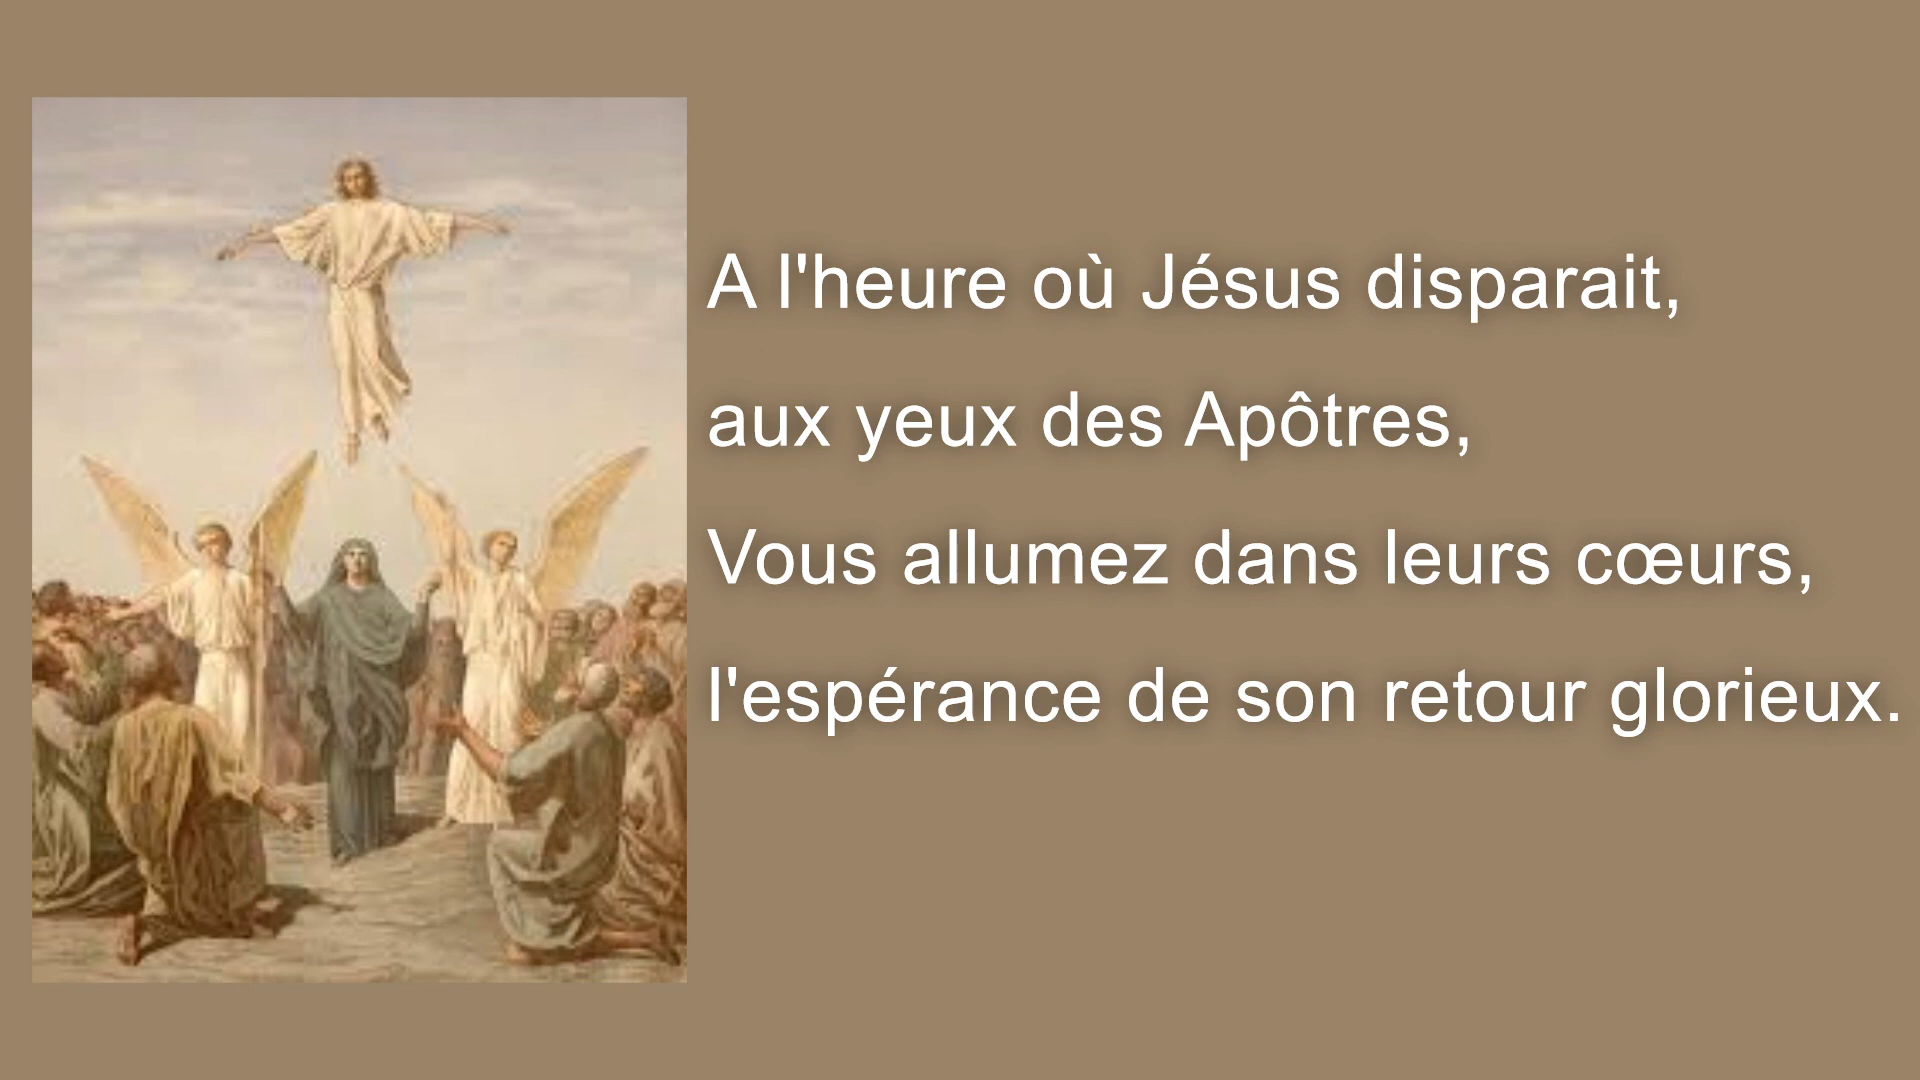 A l'heure où Jésus disparait,
aux yeux des Apôtres,
Vous allumez dans leurs cœurs,
l'espérance de son retour glorieux.